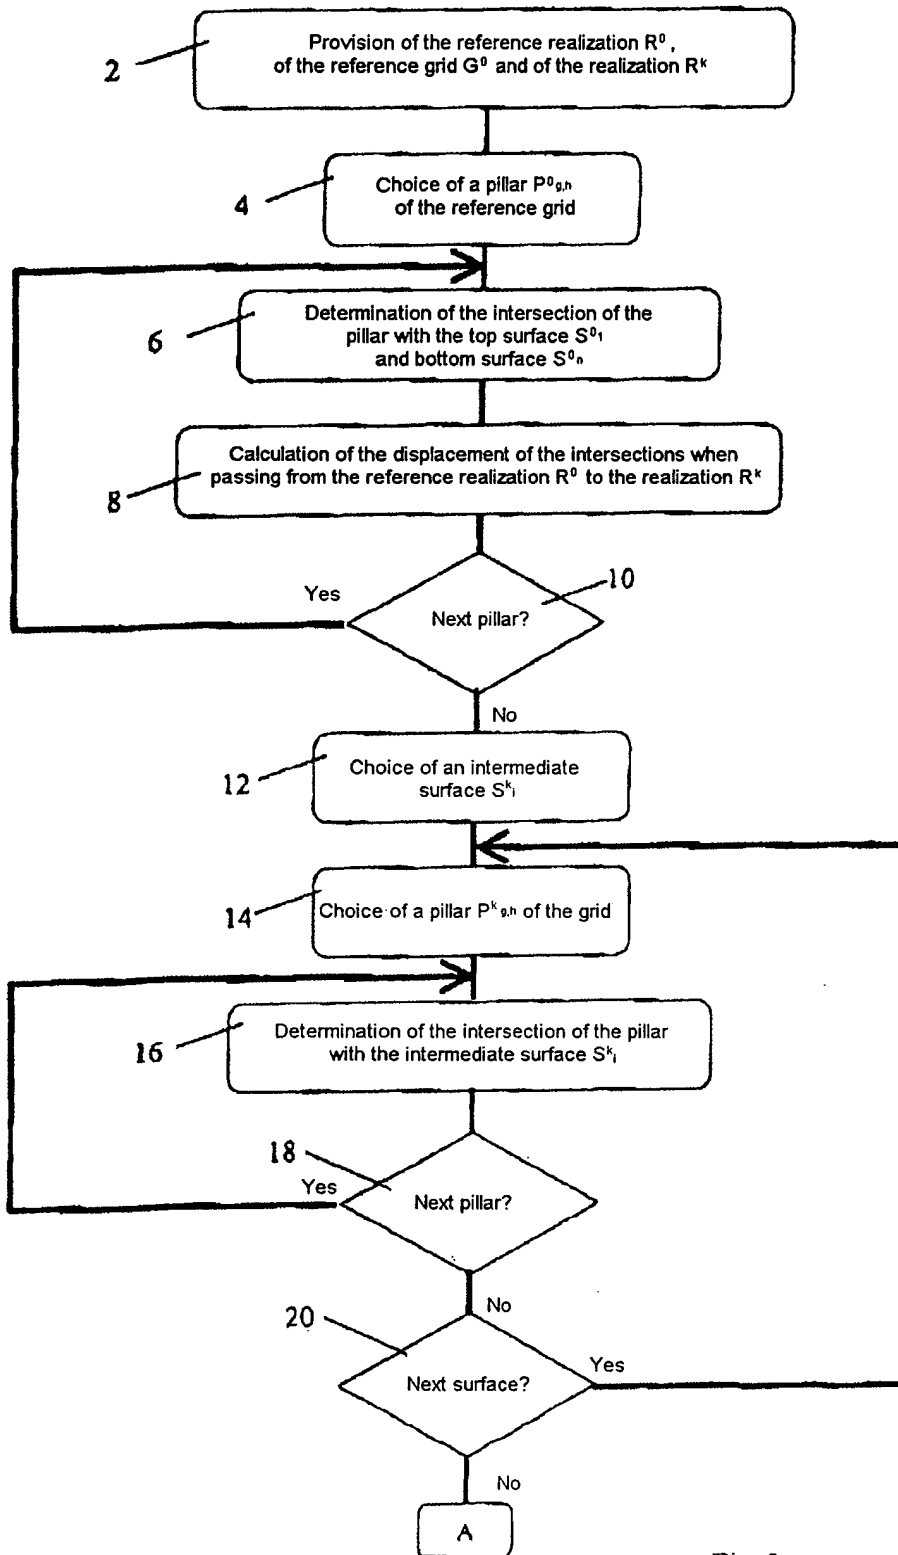 Provision of the reference realization R⁰ ,
of the reference grid G⁰ and of the realization Rᵏ
2
Choice of a pillar P⁰g,h
of the reference grid
4
Determination of the intersection of the
pillar with the top surface S⁰1
and bottom surface S⁰n
6
Calculation of the displacement of the intersections when
passing from the reference realization R⁰ to the realization Rᵏ
8
10
Yes
Next pillar?
No
Choice of an intermediate
surface Sᵏi
12
Choice of a pillar Pᵏg,h of the grid
14
Determination of the intersection of the pillar
with the intermediate surface Sᵏi
16
18
Yes
Next pillar?
No
20
Yes
Next surface?
No
A